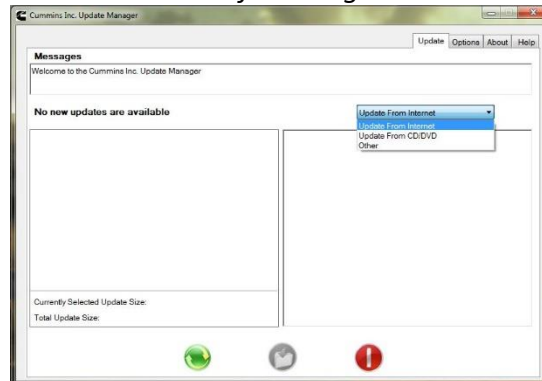 Cummins Inc. Update Manager
Update Options About Help
Messages
Welcome to the Cummins Inc. Update Manager
No new updates are available
Update From Internet
Update From Internet
Update From CD/DVD
Other
Currently Selected Update Size:
Total Update Size: